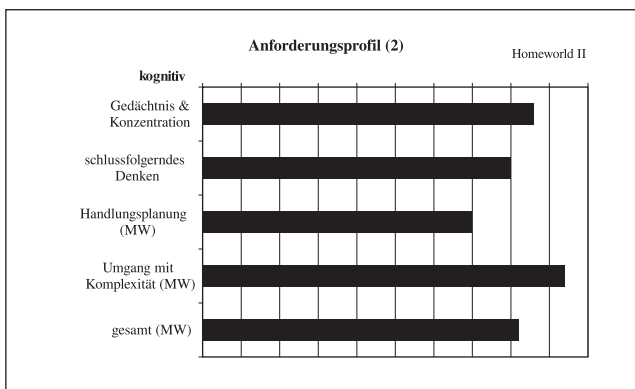 Anforderungsprofil (2)
Homeworld II
kognitiv
Gedächtnis &
Konzentration
schlussfolgerndes
Denken
Handlungsplanung
(MW)
Umgang mit
Komplexität (MW)
gesamt (MW)